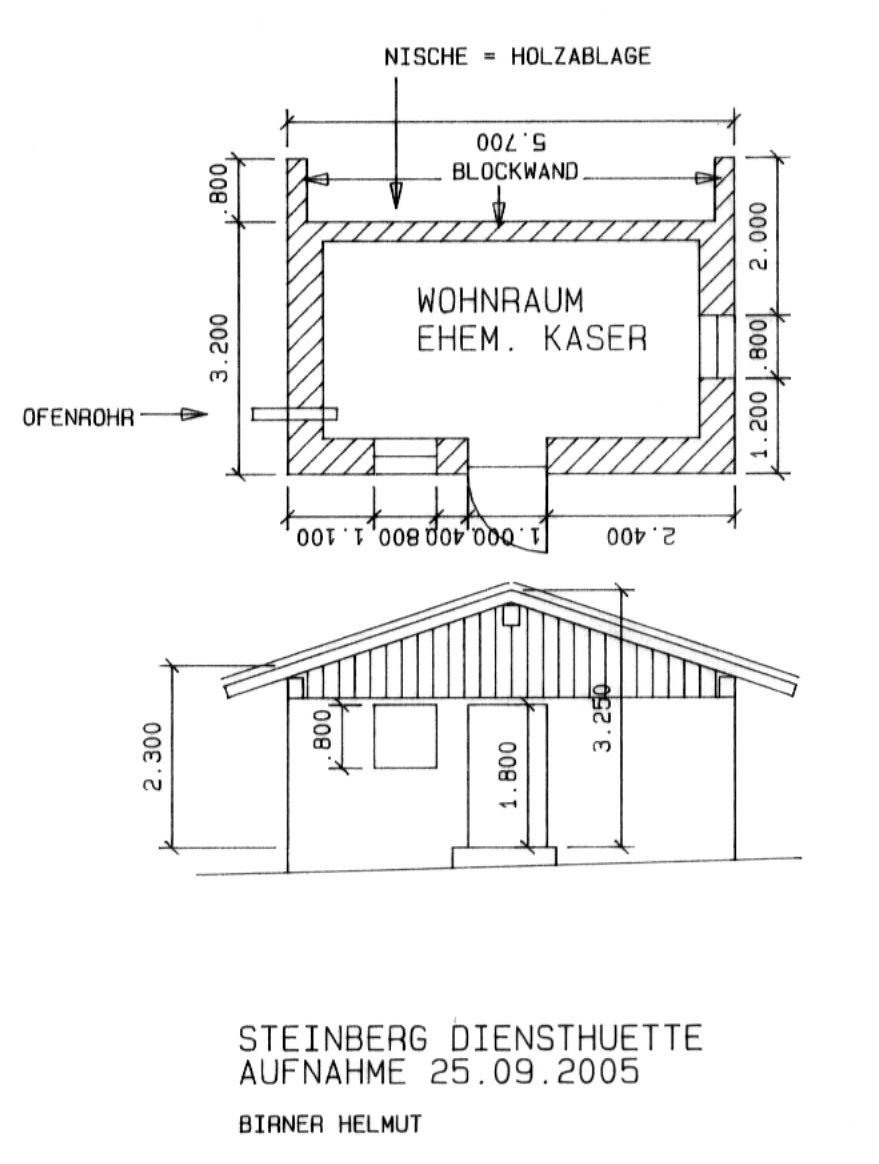 NISCHE = HOLZABLAGE
5.700
.800
BLOCKWAND
2.000
WOHNRAUM
EHEM. KASER
3.200
.800
OFENROHR
1.200
1.100
.800
.400
1.000
2.400
2.300
.800
1.800
3.250
STEINBERG DIENSTHUETTE
AUFNAHME 25.09.2005
BIRNER HELMUT